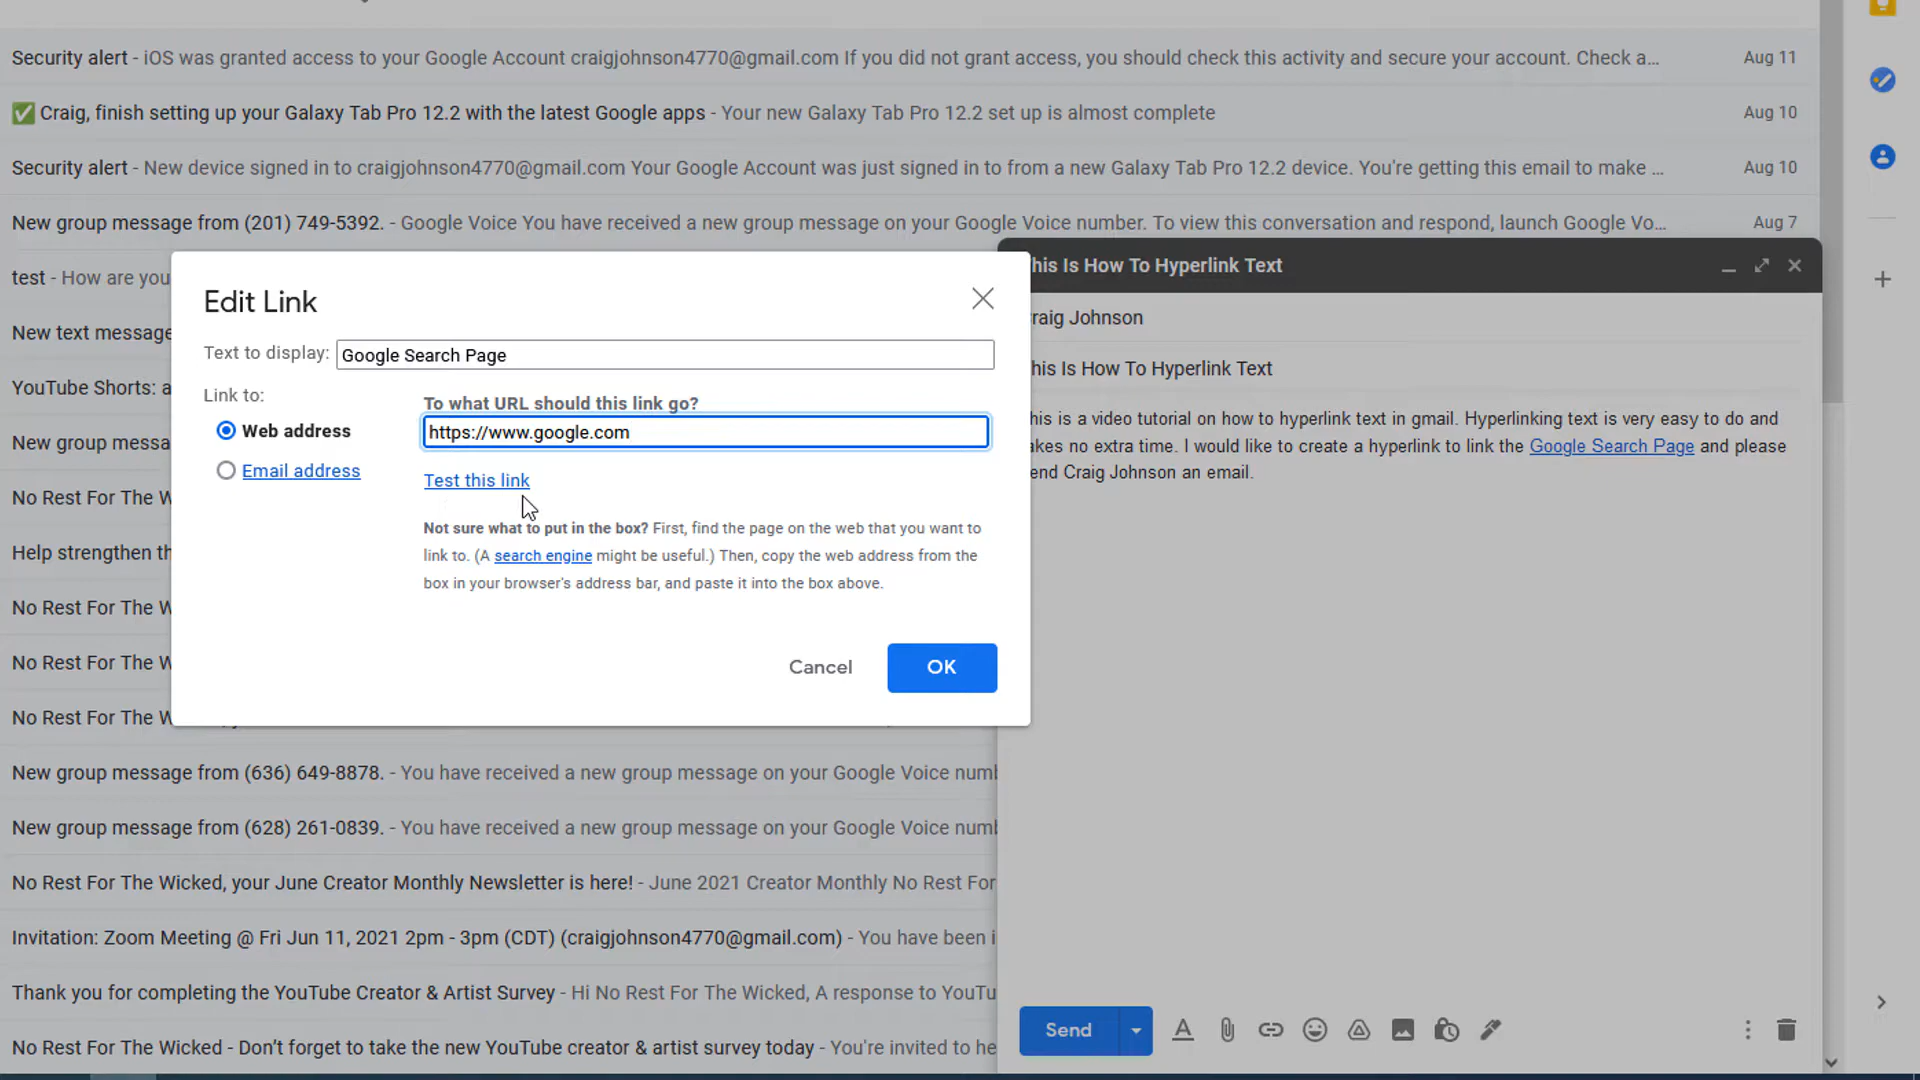 Security alert - iOS was granted access to your Google Account craigjohnson4770@gmail.com If you did not grant access, you should check this activity and secure your account. Check a... Aug 11
✅ Craig, finish setting up your Galaxy Tab Pro 12.2 with the latest Google apps - Your new Galaxy Tab Pro 12.2 set up is almost complete Aug 10
Security alert - New device signed in to craigjohnson4770@gmail.com Your Google Account was just signed in to from a new Galaxy Tab Pro 12.2 device. You're getting this email to make ... Aug 10
New group message from (201) 749-5392. - Google Voice You have received a new group message on your Google Voice number. To view this conversation and respond, launch Google Vo... Aug 7
test - How are you
New text message
YouTube Shorts: a
New group messa
No Rest For The W
Help strengthen th
No Rest For The W
No Rest For The W
No Rest For The W
New group message from (636) 649-8878. - You have received a new group message on your Google Voice numb
New group message from (628) 261-0839. - You have received a new group message on your Google Voice numb
No Rest For The Wicked, your June Creator Monthly Newsletter is here! - June 2021 Creator Monthly No Rest For
Invitation: Zoom Meeting @ Fri Jun 11, 2021 2pm - 3pm (CDT) (craigjohnson4770@gmail.com) - You have been i
Thank you for completing the YouTube Creator & Artist Survey - Hi No Rest For The Wicked, A response to YouTu
No Rest For The Wicked - Don't forget to take the new YouTube creator & artist survey today - You're invited to he
Edit Link
Text to display: Google Search Page
Link to:
Web address
Email address
To what URL should this link go?
https://www.google.com
Test this link
Not sure what to put in the box? First, find the page on the web that you want to
link to. (A search engine might be useful.) Then, copy the web address from the
box in your browser's address bar, and paste it into the box above.
Cancel OK
his Is How To Hyperlink Text
raig Johnson
his Is How To Hyperlink Text
his is a video tutorial on how to hyperlink text in gmail. Hyperlinking text is very easy to do and
akes no extra time. I would like to create a hyperlink to link the Google Search Page and please
end Craig Johnson an email.
Send